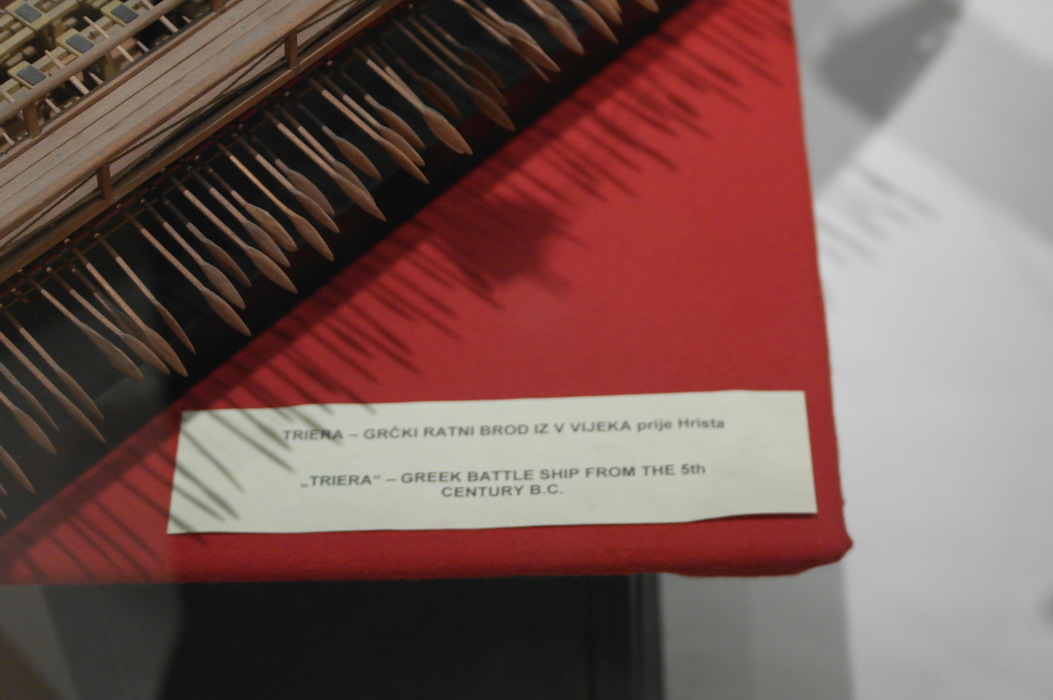 TRIERA – GRČKI RATNI BROD IZ V VIJEKA prije Hrista
„TRIERA“ – GREEK BATTLE SHIP FROM THE 5th
CENTURY B.C.